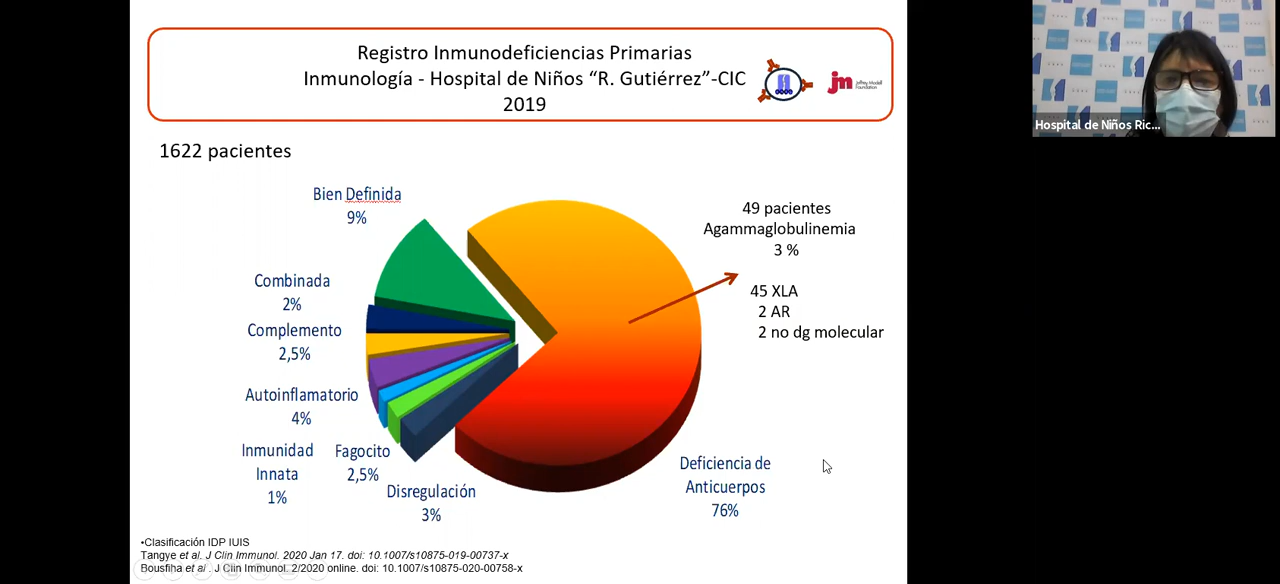 Registro Inmunodeficiencias Primarias
Inmunología - Hospital de Niños “R. Gutiérrez”-CIC
2019
jm
Jeffrey Modell
Foundation
Hospital de Niños Ric...
1622 pacientes
Bien Definida
9%
49 pacientes
Agammaglobulinemia
3 %
Combinada
2%
45 XLA
2 AR
2 no dg molecular
Complemento
2,5%
Autoinflamatorio
4%
Inmunidad
Innata
1%
Fagocito
2,5%
Disregulación
3%
Deficiencia de
Anticuerpos
76%
•Clasificación IDP IUIS
Tangye et al. J Clin Immunol. 2020 Jan 17. doi: 10.1007/s10875-019-00737-x
Bousfiha et al . J Clin Immunol. 2/2020 online. doi: 10.1007/s10875-020-00758-x